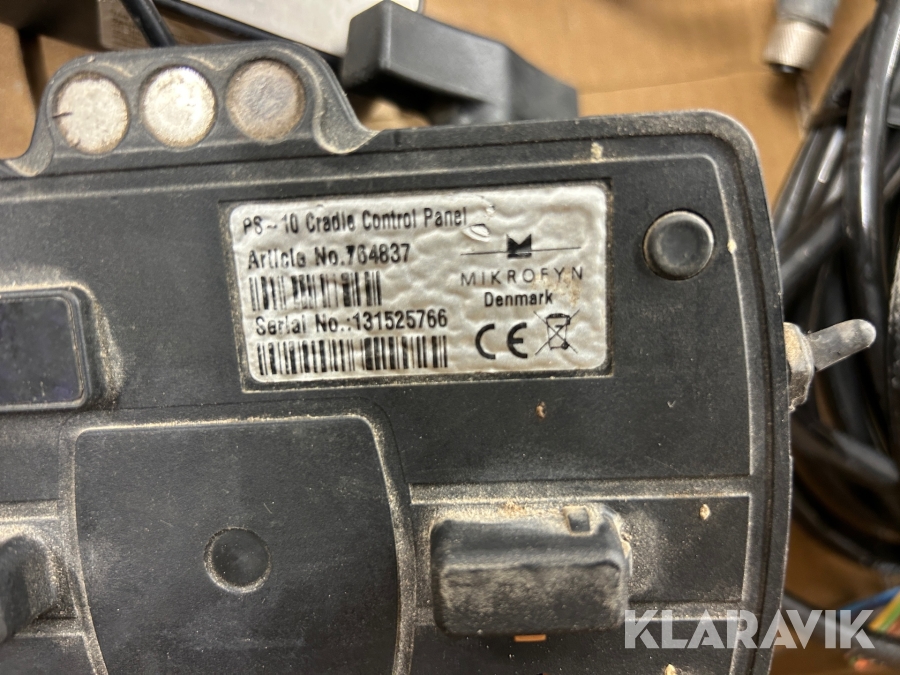 PS-10 Cradle Control Panel
Article No.764837
Serial No.:131525766
MIKROFYN
Denmark
CE
KLARAVIK